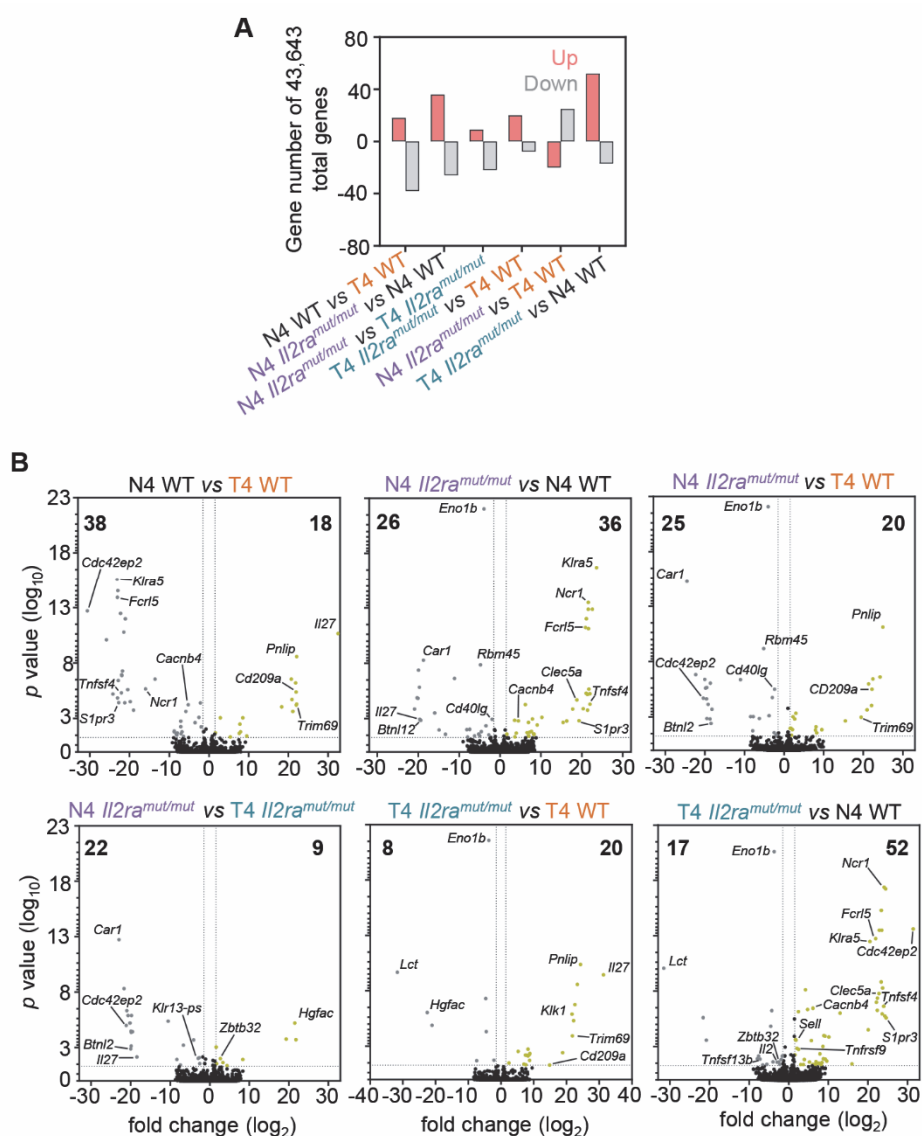 A
Gene number of 43,643
total genes
80
40
0
-40
-80
Up
Down
N4 WT vs T4 WT
N4 Il2ra^mut/mut vs N4 WT
N4 Il2ra^mut/mut vs T4 Il2ra^mut/mut
T4 Il2ra^mut/mut vs T4 WT
N4 Il2ra^mut/mut vs T4 WT
T4 Il2ra^mut/mut vs N4 WT
B
N4 WT vs T4 WT
p value (log10)
23
18
13
8
3
0
38
18
Cdc42ep2
Klra5
Fcrl5
Il27
Cacnb4
Pnlip
Tnfsf4
Ncr1
Cd209a
S1pr3
Trim69
-30 -20 -10 0 10 20 30
N4 Il2ra^mut/mut vs N4 WT
26
36
Eno1b
Klra5
Ncr1
Fcrl5
Car1
Rbm45
Clec5a
Il27
Cd40lg
Cacnb4
Tnfsf4
Btnl12
S1pr3
-30 -20 -10 0 10 20 30
N4 Il2ra^mut/mut vs T4 WT
25
20
Eno1b
Car1
Pnlip
Rbm45
Cdc42ep2
Cd40lg
CD209a
Btnl2
Trim69
-30 -20 -10 0 10 20 30
N4 Il2ra^mut/mut vs T4 Il2ra^mut/mut
p value (log10)
23
18
13
8
3
0
22
9
Car1
Cdc42ep2
Klr13-ps
Hgfac
Btnl2
Zbtb32
Il27
-30 -20 -10 0 10 20 30
fold change (log2)
T4 Il2ra^mut/mut vs T4 WT
8
20
Eno1b
Lct
Pnlip
Il27
Hgfac
Klk1
Trim69
Cd209a
-40 -30 -20 -10 0 10 20 30 40
fold change (log2)
T4 Il2ra^mut/mut vs N4 WT
17
52
Eno1b
Ncr1
Fcrl5
Klra5
Cdc42ep2
Lct
Clec5a
Tnfsf4
Cacnb4
Sell
S1pr3
Zbtb32
Il2
Tnfrsf9
Tnfsf13b
-30 -20 -10 0 10 20 30
fold change (log2)